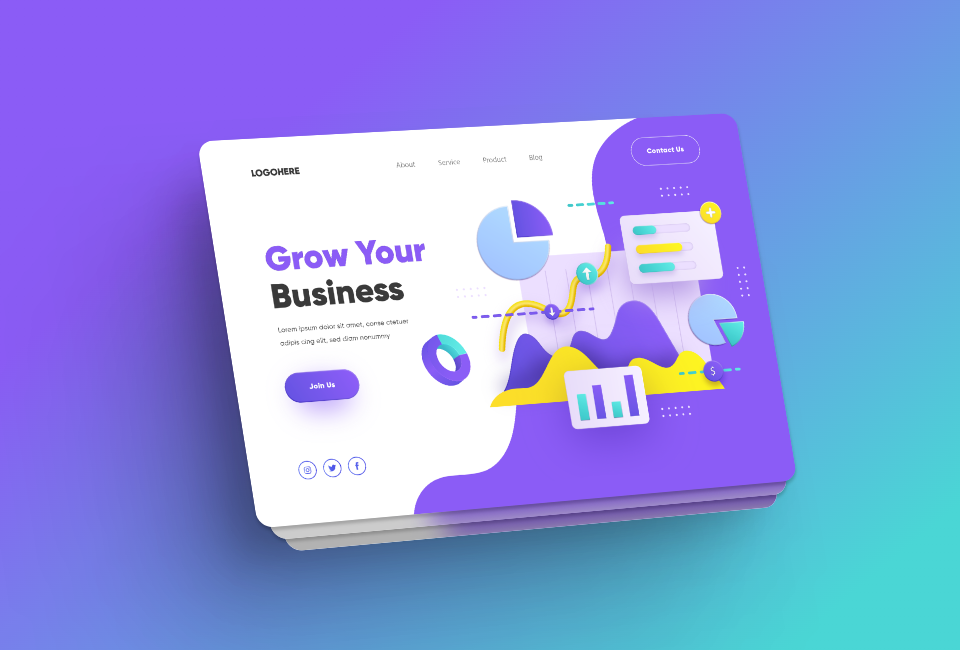 LOGOHERE
About Service Product Blog
Contact Us
Grow Your
Business
Lorem ipsum dolor sit amet, conse ctetuer
adipis cing elit, sed diam nonummy
Join Us
$